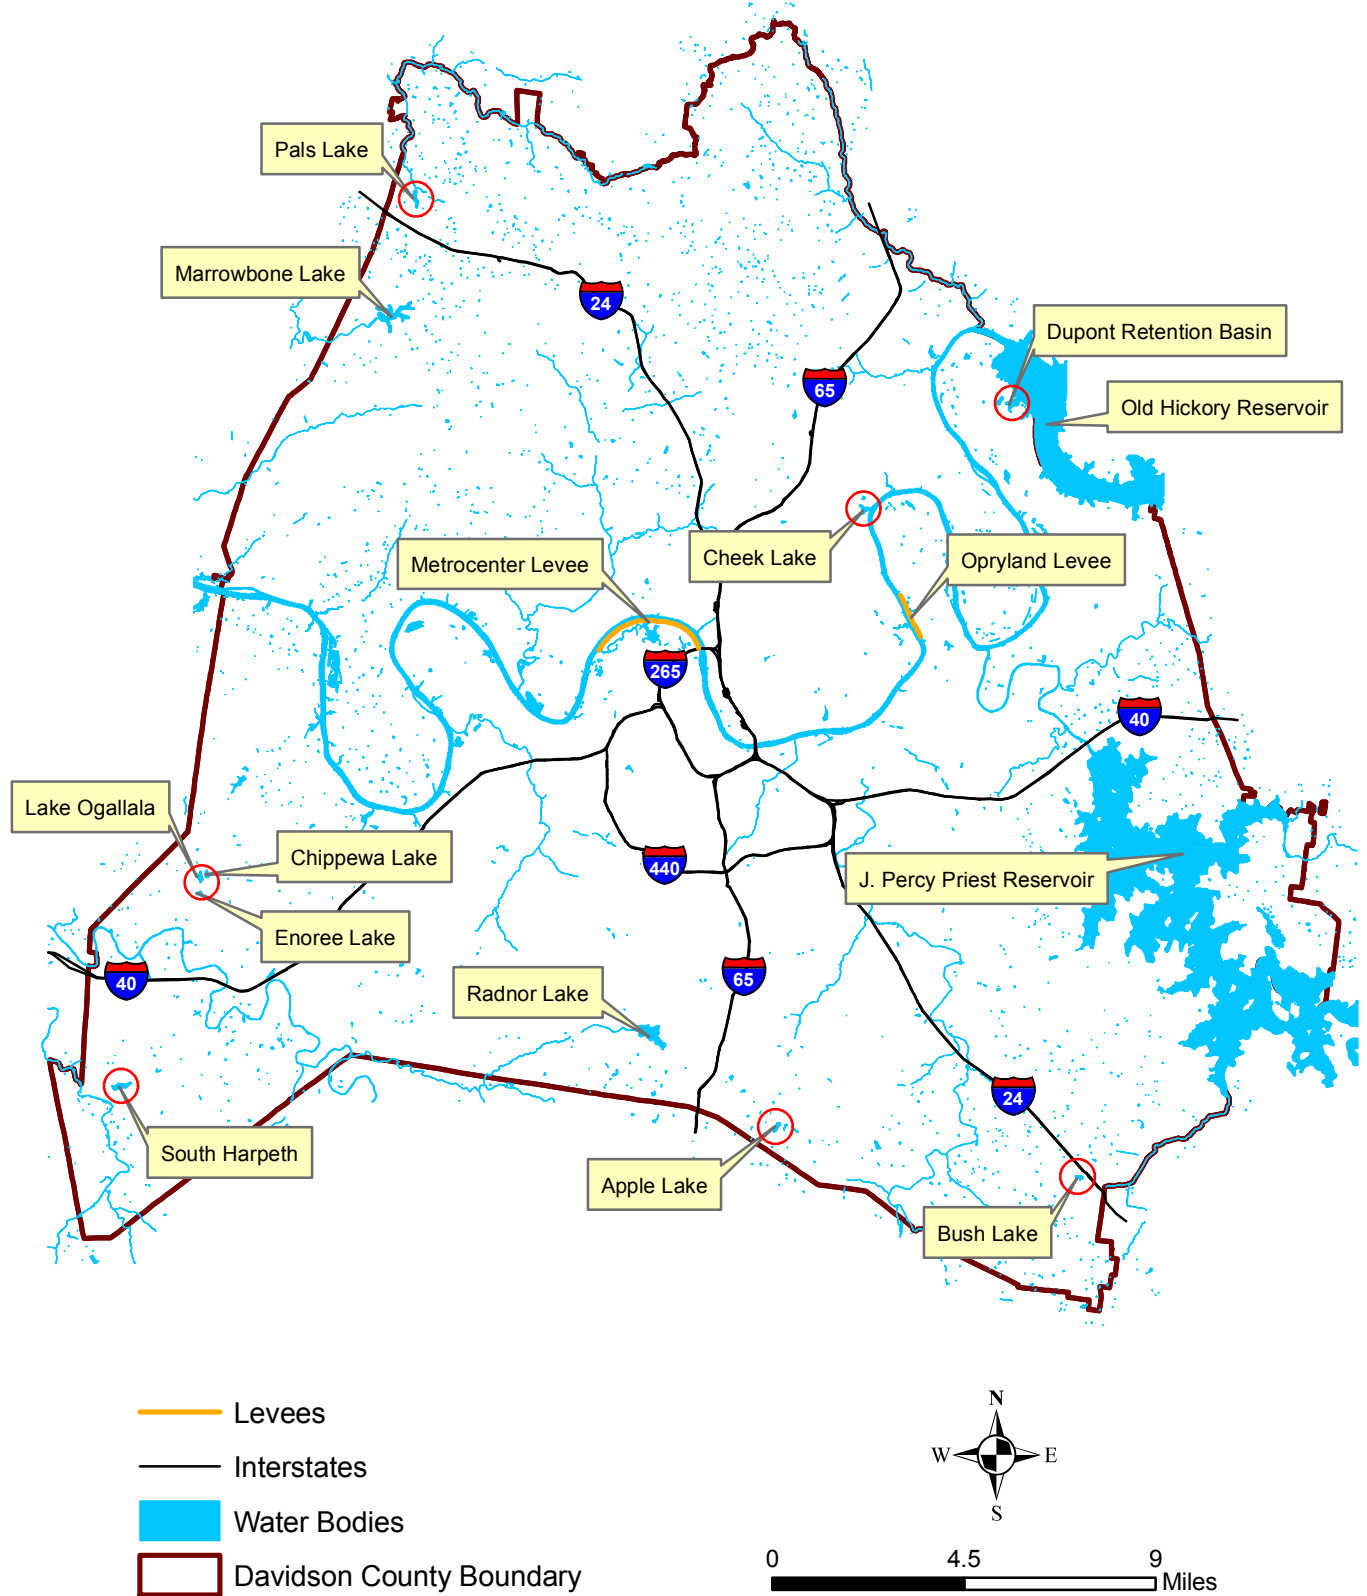 Pals Lake
Marrowbone Lake
24
Dupont Retention Basin
65
Old Hickory Reservoir
Metrocenter Levee
Cheek Lake
Opryland Levee
265
40
Lake Ogallala
Chippewa Lake
440
J. Percy Priest Reservoir
Enoree Lake
40
Radnor Lake
65
24
South Harpeth
Apple Lake
Bush Lake
Levees
Interstates
Water Bodies
Davidson County Boundary
N
W E
S
0 4.5 9
Miles